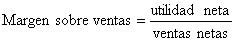 Margen sobre ventas = utilidad neta / ventas netas